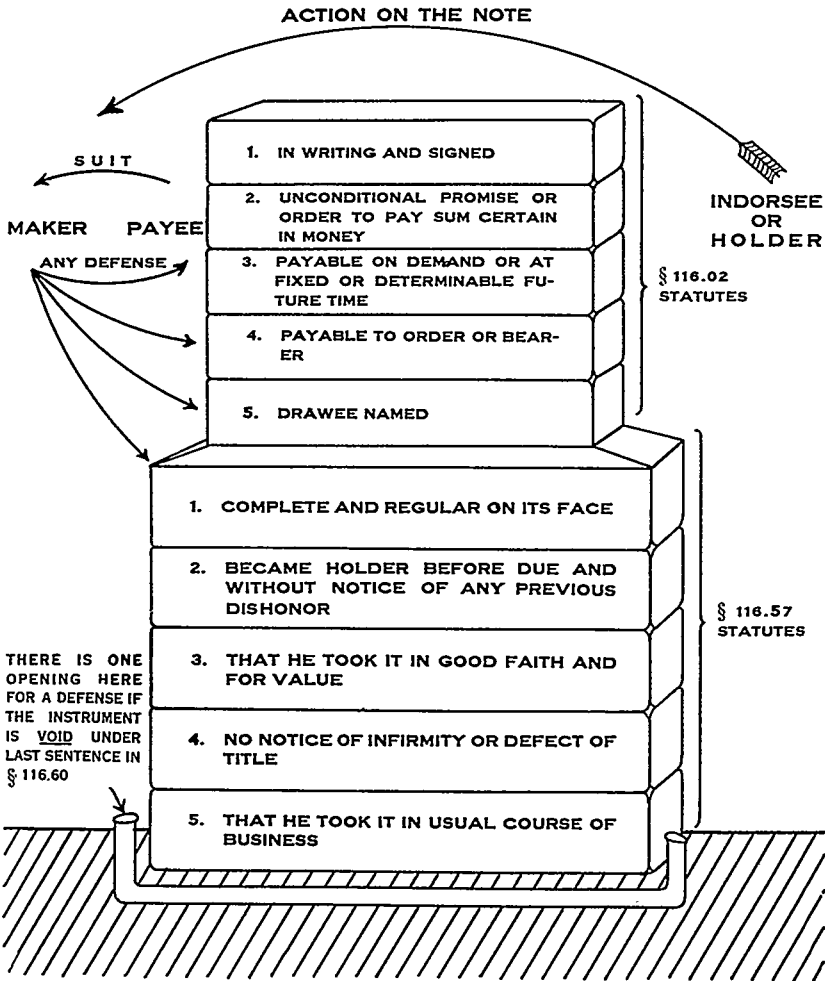 ACTION ON THE NOTE
SUIT
MAKER PAYEE
ANY DEFENSE
INDORSEE
OR
HOLDER
1. IN WRITING AND SIGNED
2. UNCONDITIONAL PROMISE OR
ORDER TO PAY SUM CERTAIN
IN MONEY
3. PAYABLE ON DEMAND OR AT
FIXED OR DETERMINABLE FU-
TURE TIME
4. PAYABLE TO ORDER OR BEAR-
ER
5. DRAWEE NAMED
§ 116.02
STATUTES
1. COMPLETE AND REGULAR ON ITS FACE
2. BECAME HOLDER BEFORE DUE AND
WITHOUT NOTICE OF ANY PREVIOUS
DISHONOR
3. THAT HE TOOK IT IN GOOD FAITH AND
FOR VALUE
4. NO NOTICE OF INFIRMITY OR DEFECT OF
TITLE
5. THAT HE TOOK IT IN USUAL COURSE OF
BUSINESS
§ 116.57
STATUTES
THERE IS ONE
OPENING HERE
FOR A DEFENSE IF
THE INSTRUMENT
IS VOID UNDER
LAST SENTENCE IN
§ 116.60